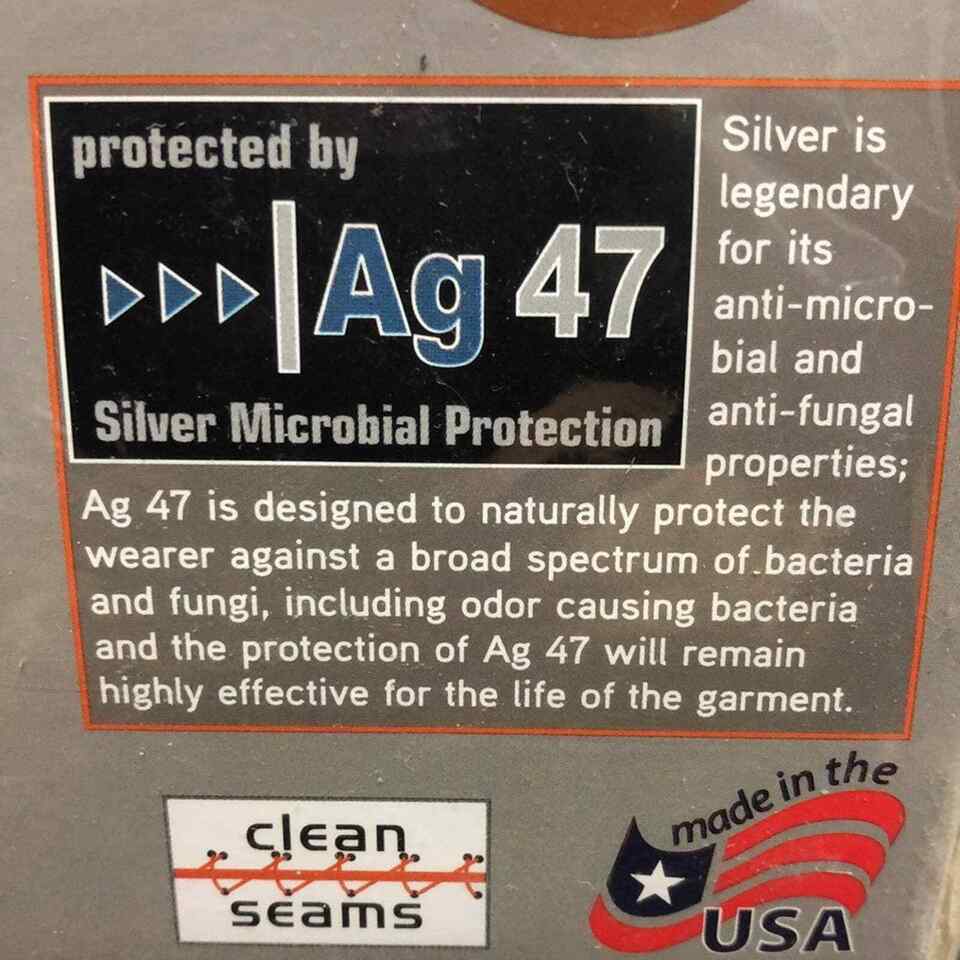 protected by
Ag 47
Silver Microbial Protection
Silver is
legendary
for its
anti-micro-
bial and
anti-fungal
properties;
Ag 47 is designed to naturally protect the
wearer against a broad spectrum of bacteria
and fungi, including odor causing bacteria
and the protection of Ag 47 will remain
highly effective for the life of the garment.
clean
seams
made in the
USA